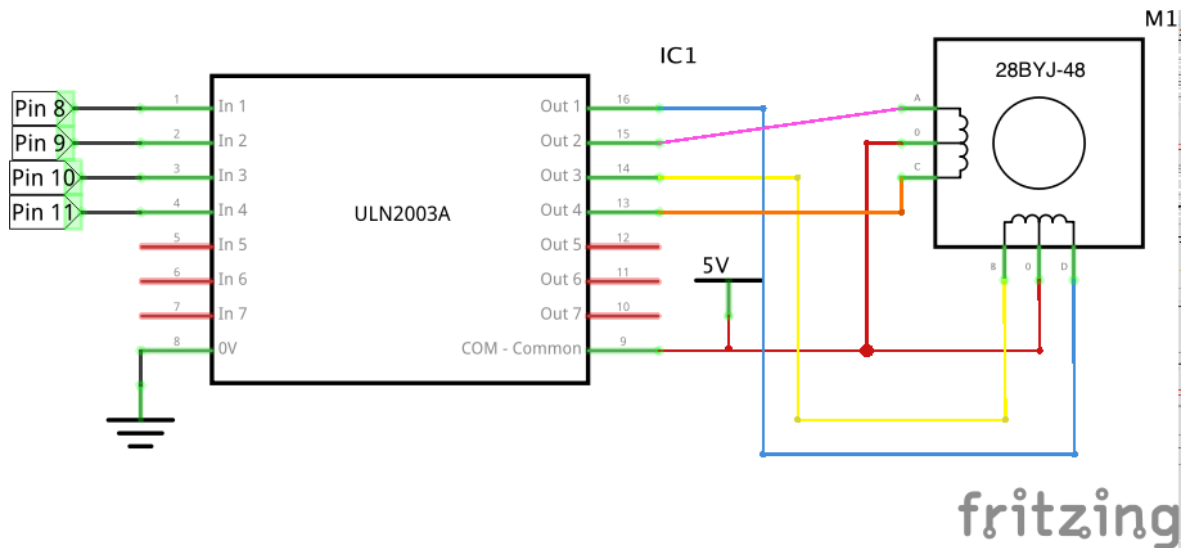 M1
IC1
28BYJ-48
Pin 8 1 In 1 Out 1 16 A
Pin 9 2 In 2 Out 2 15 0
Pin 10 3 In 3 Out 3 14 C
Pin 11 4 In 4 ULN2003A Out 4 13
5 In 5 Out 5 12
6 In 6 Out 6 11 5V B 0 D
7 In 7 Out 7 10
8 0V COM - Common 9
fritzing